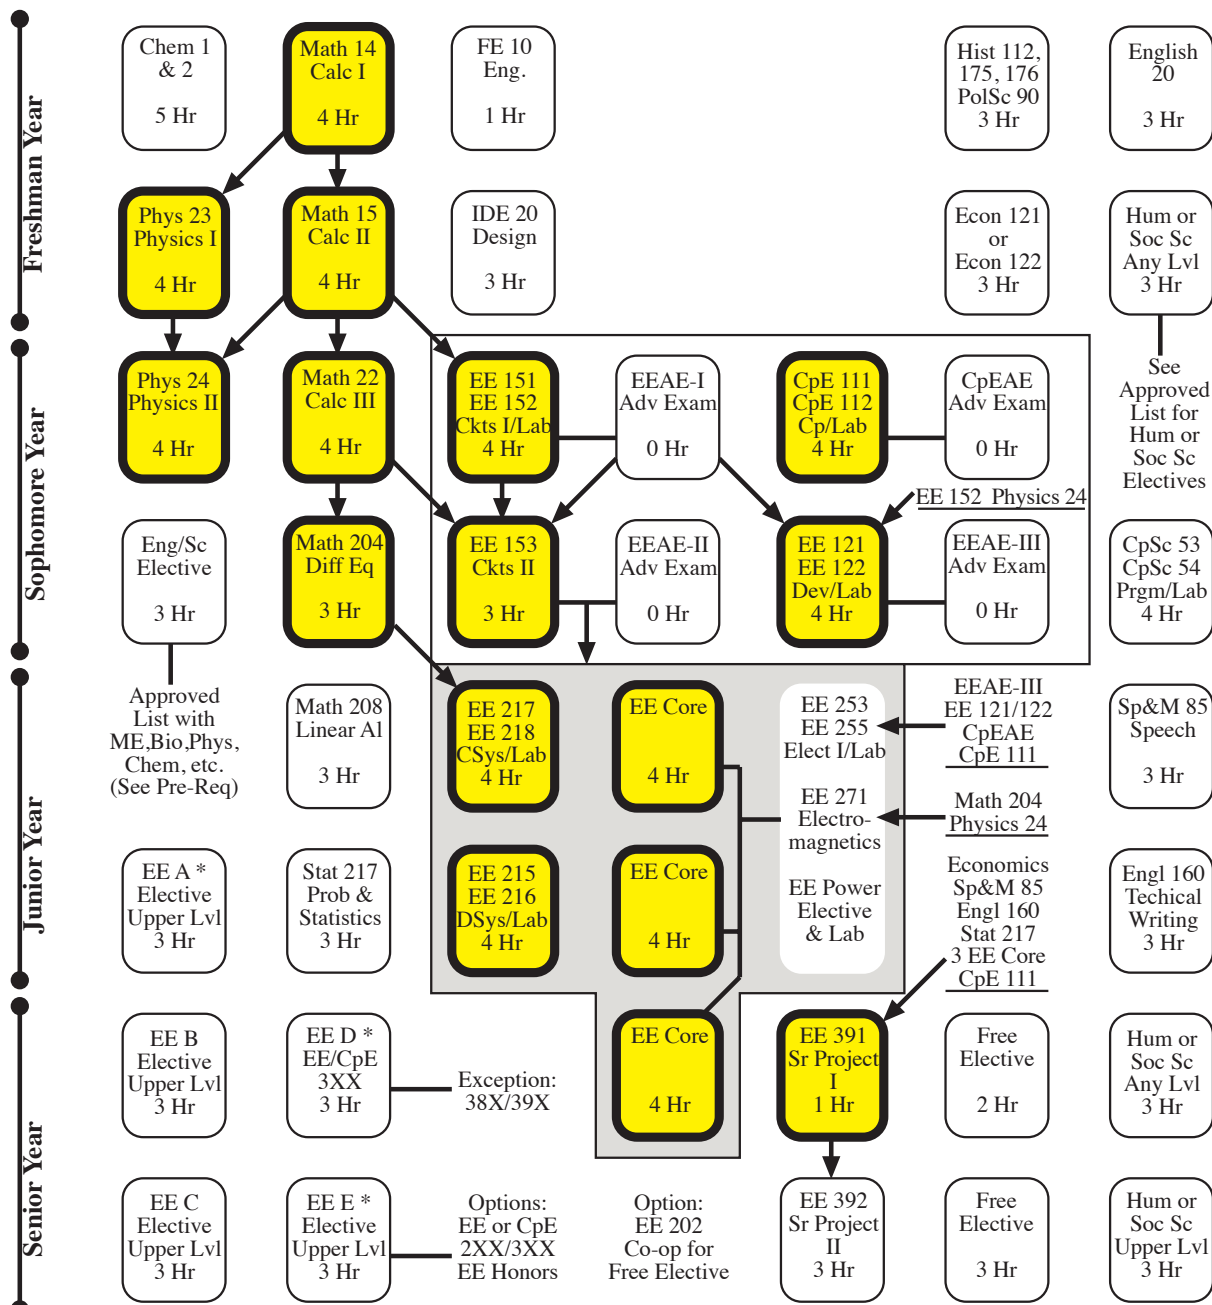 Freshman Year
Chem 1
& 2
5 Hr
Math 14
Calc I
4 Hr
FE 10
Eng.
1 Hr
Hist 112,
175, 176
PolSc 90
3 Hr
English
20
3 Hr
Phys 23
Physics I
4 Hr
Math 15
Calc II
4 Hr
IDE 20
Design
3 Hr
Econ 121
or
Econ 122
3 Hr
Hum or
Soc Sc
Any Lvl
3 Hr
Sophomore Year
Phys 24
Physics II
4 Hr
Math 22
Calc III
4 Hr
EE 151
EE 152
Ckts I/Lab
4 Hr
EEAE-I
Adv Exam
0 Hr
CpE 111
CpE 112
Cp/Lab
4 Hr
CpEAE
Adv Exam
0 Hr
See
Approved
List for
Hum or
Soc Sc
Electives
EE 152 Physics 24
Eng/Sc
Elective
3 Hr
Math 204
Diff Eq
3 Hr
EE 153
Ckts II
3 Hr
EEAE-II
Adv Exam
0 Hr
EE 121
EE 122
Dev/Lab
4 Hr
EEAE-III
Adv Exam
0 Hr
CpSc 53
CpSc 54
Prgm/Lab
4 Hr
Junior Year
Approved
List with
ME,Bio,Phys,
Chem, etc.
(See Pre-Req)
Math 208
Linear Al
3 Hr
EE 217
EE 218
CSys/Lab
4 Hr
EE Core
4 Hr
EE 253
EE 255
Elect I/Lab
EE 271
Electro-
magnetics
EE Power
Elective
& Lab
EEAE-III
EE 121/122
CpEAE
CpE 111
Math 204
Physics 24
Sp&M 85
Speech
3 Hr
EE A *
Elective
Upper Lvl
3 Hr
Stat 217
Prob &
Statistics
3 Hr
EE 215
EE 216
DSys/Lab
4 Hr
EE Core
4 Hr
Economics
Sp&M 85
Engl 160
Stat 217
3 EE Core
CpE 111
Engl 160
Techical
Writing
3 Hr
Senior Year
EE B
Elective
Upper Lvl
3 Hr
EE D *
EE/CpE
3XX
3 Hr
Exception:
38X/39X
EE Core
4 Hr
EE 391
Sr Project
I
1 Hr
Free
Elective
2 Hr
Hum or
Soc Sc
Any Lvl
3 Hr
EE C
Elective
Upper Lvl
3 Hr
EE E *
Elective
Upper Lvl
3 Hr
Options:
EE or CpE
2XX/3XX
EE Honors
Option:
EE 202
Co-op for
Free Elective
EE 392
Sr Project
II
3 Hr
Free
Elective
3 Hr
Hum or
Soc Sc
Upper Lvl
3 Hr